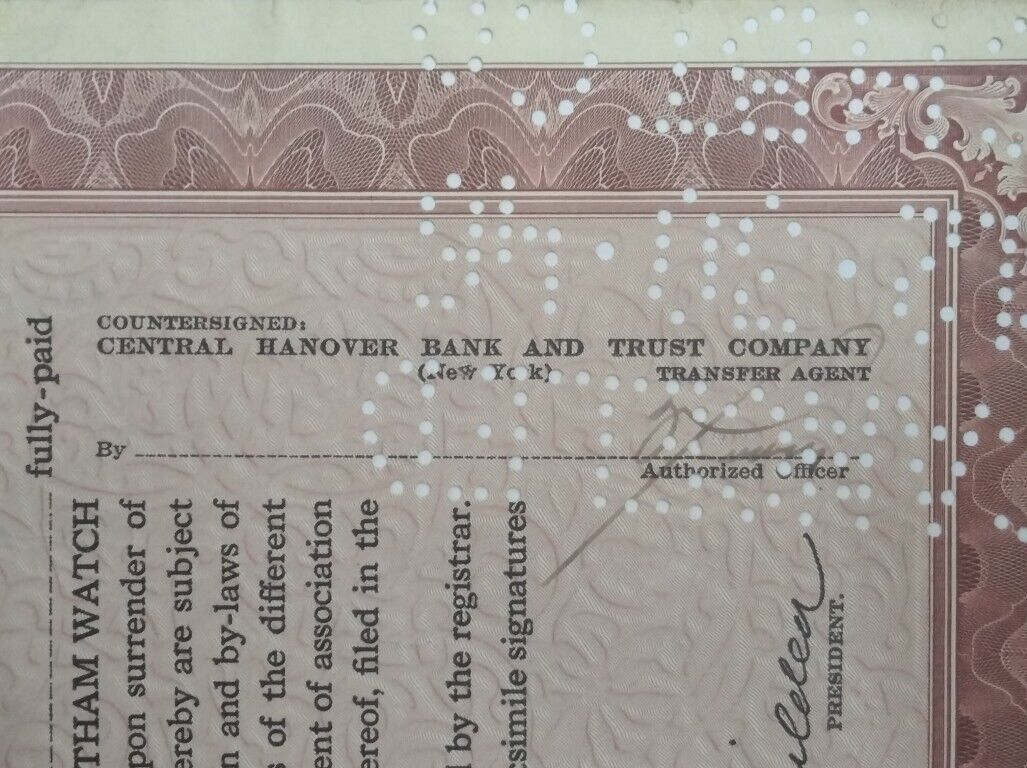 COUNTERSIGNED:
CENTRAL HANOVER BANK AND TRUST COMPANY
(New York)
TRANSFER AGENT
By
Authorized Officer
fully-paid
THAM WATCH
pon surrender of
ereby are subject
n and by-laws of
s of the different
ent of association
ereof, filed in the
l by the registrar.
csimile signatures
PRESIDENT.